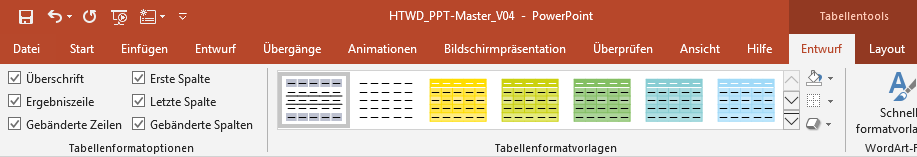 HTWD_PPT-Master_V04 - PowerPoint
Tabellentools
Datei Start Einfügen Entwurf Übergänge Animationen Bildschirmpräsentation Überprüfen Ansicht Hilfe Entwurf Layout
Überschrift
Erste Spalte
Ergebniszeile
Letzte Spalte
Gebänderte Zeilen
Gebänderte Spalten
Tabellenformatoptionen
Tabellenformatvorlagen
A
Schnell
formatvorla
WordArt-F